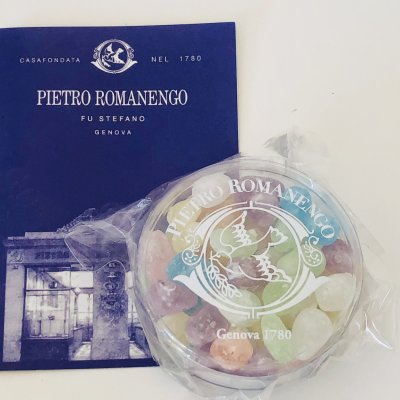 CASAFONDATA NEL 1780
PIETRO ROMANENGO
FU STEFANO
GENOVA
PIETRO ROMANENGO
Genova 1780